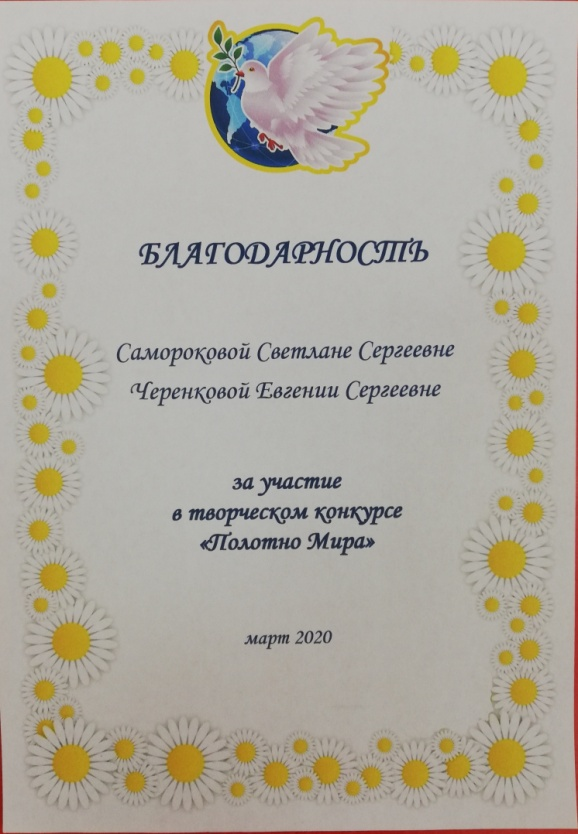 БЛАГОДАРНОСТЬ
Самороковой Светлане Сергеевне
Черенковой Евгении Сергеевне
за участие
в творческом конкурсе
«Полотно Мира»
март 2020